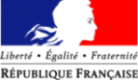 Liberté • Égalité • Fraternité
RÉPUBLIQUE FRANÇAISE